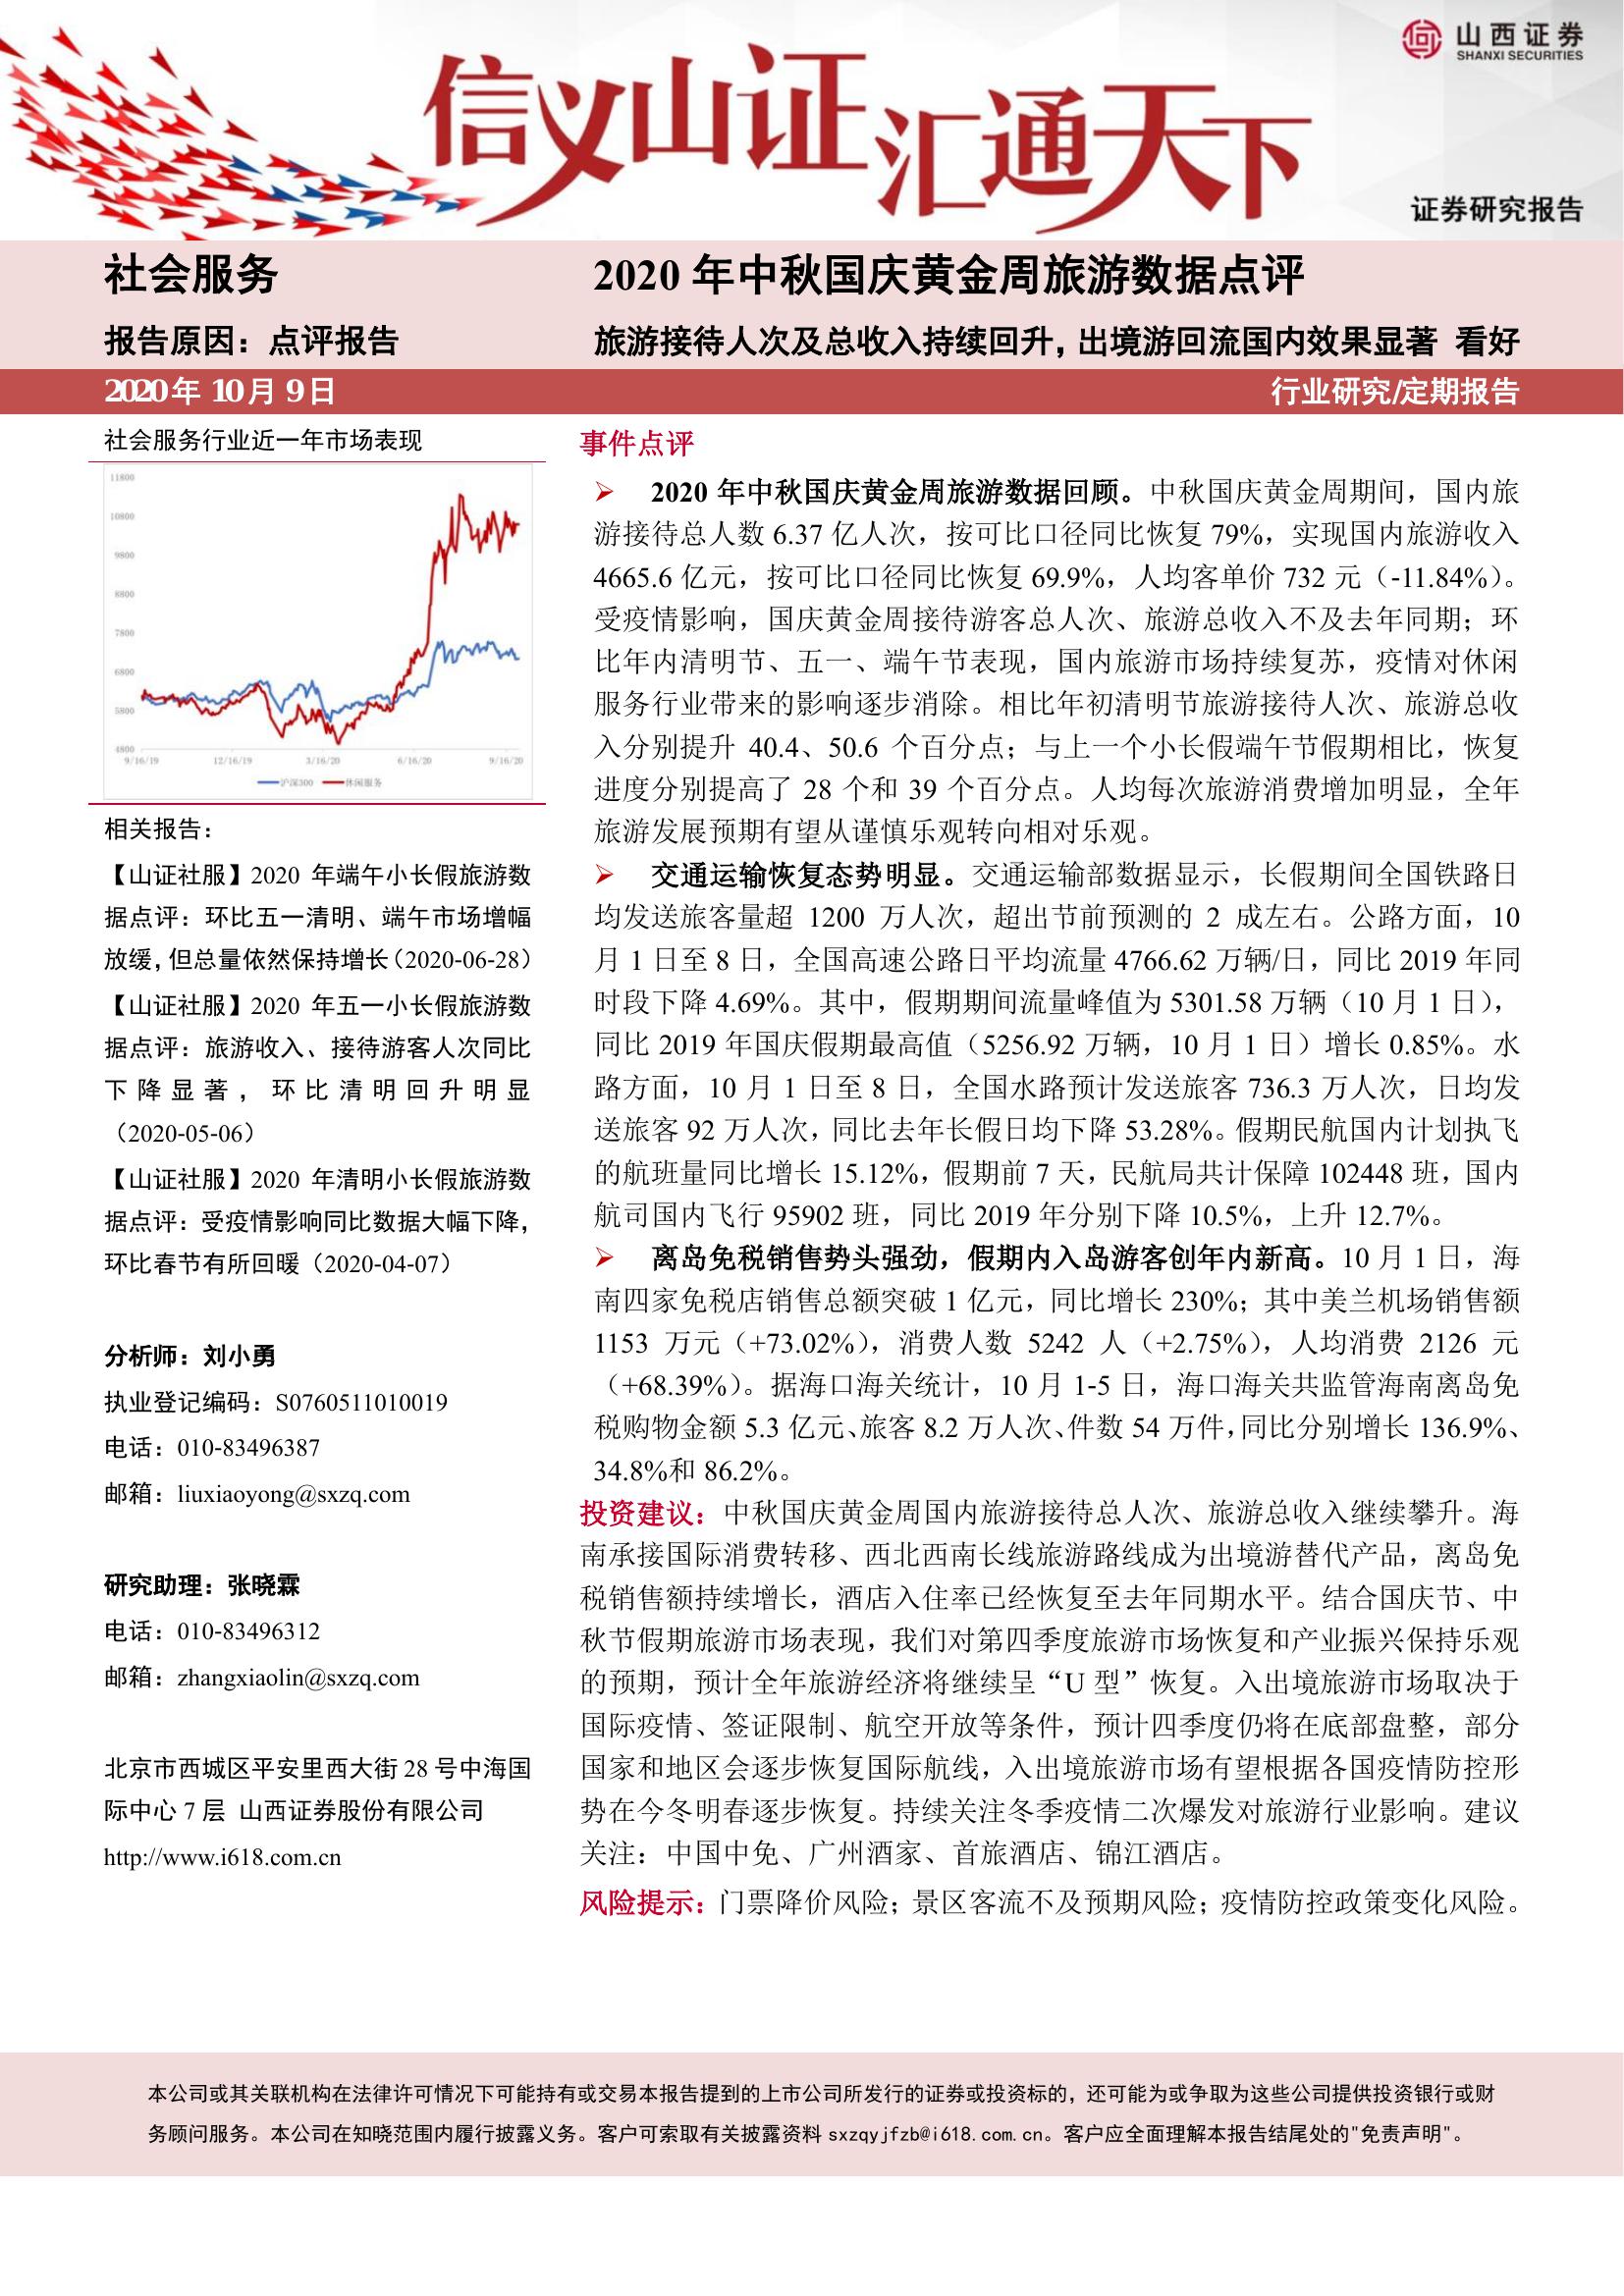 信义山证汇通天下
山西证券
SHANXI SECURITIES
证券研究报告
社会服务
2020 年中秋国庆黄金周旅游数据点评
报告原因：点评报告
旅游接待人次及总收入持续回升，出境游回流国内效果显著 看好
2020 年 10 月 9 日
行业研究/定期报告
社会服务行业近一年市场表现
11800
10800
9800
8800
7800
6800
5800
4800
9/16/19 12/16/19 3/16/20 6/16/20 9/16/20
沪深300 休闲服务
相关报告：
【山证社服】2020 年端午小长假旅游数
据点评：环比五一清明、端午市场增幅
放缓，但总量依然保持增长（2020-06-28）
【山证社服】2020 年五一小长假旅游数
据点评：旅游收入、接待游客人次同比
下降显著，环比清明回升明显
（2020-05-06）
【山证社服】2020 年清明小长假旅游数
据点评：受疫情影响同比数据大幅下降，
环比春节有所回暖（2020-04-07）
分析师：刘小勇
执业登记编码：S0760511010019
电话：010-83496387
邮箱：liuxiaoyong@sxzq.com
研究助理：张晓霖
电话：010-83496312
邮箱：zhangxiaolin@sxzq.com
北京市西城区平安里西大街 28 号中海国
际中心 7 层 山西证券股份有限公司
http://www.i618.com.cn
事件点评
➢ 2020 年中秋国庆黄金周旅游数据回顾。中秋国庆黄金周期间，国内旅
游接待总人数 6.37 亿人次，按可比口径同比恢复 79%，实现国内旅游收入
4665.6 亿元，按可比口径同比恢复 69.9%，人均客单价 732 元（-11.84%）。
受疫情影响，国庆黄金周接待游客总人次、旅游总收入不及去年同期；环
比年内清明节、五一、端午节表现，国内旅游市场持续复苏，疫情对休闲
服务行业带来的影响逐步消除。相比年初清明节旅游接待人次、旅游总收
入分别提升 40.4、50.6 个百分点；与上一个小长假端午节假期相比，恢复
进度分别提高了 28 个和 39 个百分点。人均每次旅游消费增加明显，全年
旅游发展预期有望从谨慎乐观转向相对乐观。
➢ 交通运输恢复态势明显。交通运输部数据显示，长假期间全国铁路日
均发送旅客量超 1200 万人次，超出节前预测的 2 成左右。公路方面，10
月 1 日至 8 日，全国高速公路日平均流量 4766.62 万辆/日，同比 2019 年同
时段下降 4.69%。其中，假期期间流量峰值为 5301.58 万辆（10 月 1 日），
同比 2019 年国庆假期最高值（5256.92 万辆，10 月 1 日）增长 0.85%。水
路方面，10 月 1 日至 8 日，全国水路预计发送旅客 736.3 万人次，日均发
送旅客 92 万人次，同比去年长假日均下降 53.28%。假期民航国内计划执飞
的航班量同比增长 15.12%，假期前 7 天，民航局共计保障 102448 班，国内
航司国内飞行 95902 班，同比 2019 年分别下降 10.5%，上升 12.7%。
➢ 离岛免税销售势头强劲，假期内入岛游客创年内新高。10 月 1 日，海
南四家免税店销售总额突破 1 亿元，同比增长 230%；其中美兰机场销售额
1153 万元（+73.02%），消费人数 5242 人（+2.75%），人均消费 2126 元
（+68.39%）。据海口海关统计，10 月 1-5 日，海口海关共监管海南离岛免
税购物金额 5.3 亿元、旅客 8.2 万人次、件数 54 万件，同比分别增长 136.9%、
34.8%和 86.2%。
投资建议：中秋国庆黄金周国内旅游接待总人次、旅游总收入继续攀升。海
南承接国际消费转移、西北西南长线旅游路线成为出境游替代产品，离岛免
税销售额持续增长，酒店入住率已经恢复至去年同期水平。结合国庆节、中
秋节假期旅游市场表现，我们对第四季度旅游市场恢复和产业振兴保持乐观
的预期，预计全年旅游经济将继续呈“U 型”恢复。入出境旅游市场取决于
国际疫情、签证限制、航空开放等条件，预计四季度仍将在底部盘整，部分
国家和地区会逐步恢复国际航线，入出境旅游市场有望根据各国疫情防控形
势在今冬明春逐步恢复。持续关注冬季疫情二次爆发对旅游行业影响。建议
关注：中国中免、广州酒家、首旅酒店、锦江酒店。
风险提示：门票降价风险；景区客流不及预期风险；疫情防控政策变化风险。
本公司或其关联机构在法律许可情况下可能持有或交易本报告提到的上市公司所发行的证券或投资标的，还可能为或争取为这些公司提供投资银行或财
务顾问服务。本公司在知晓范围内履行披露义务。客户可索取有关披露资料 sxzqyjfzb@i618.com.cn。客户应全面理解本报告结尾处的"免责声明"。